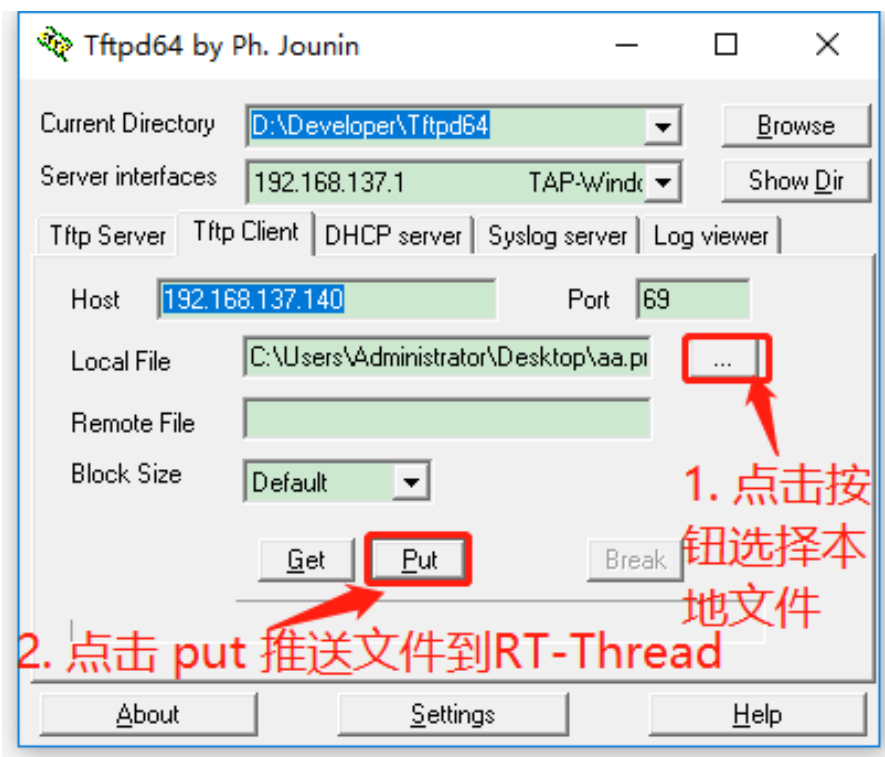 Tftpd64 by Ph. Jounin
Current Directory D:\Developer\Tftpd64 Browse
Server interfaces 192.168.137.1 TAP-Wind Show Dir
Tftp Server Tftp Client DHCP server Syslog server Log viewer
Host 192.168.137.140 Port 69
Local File C:\Users\Administrator\Desktop\aa.p ...
Remote File
Block Size Default
1. 点击按
钮选择本
地文件
Get Put Break
2. 点击 put 推送文件到RT-Thread
About Settings Help